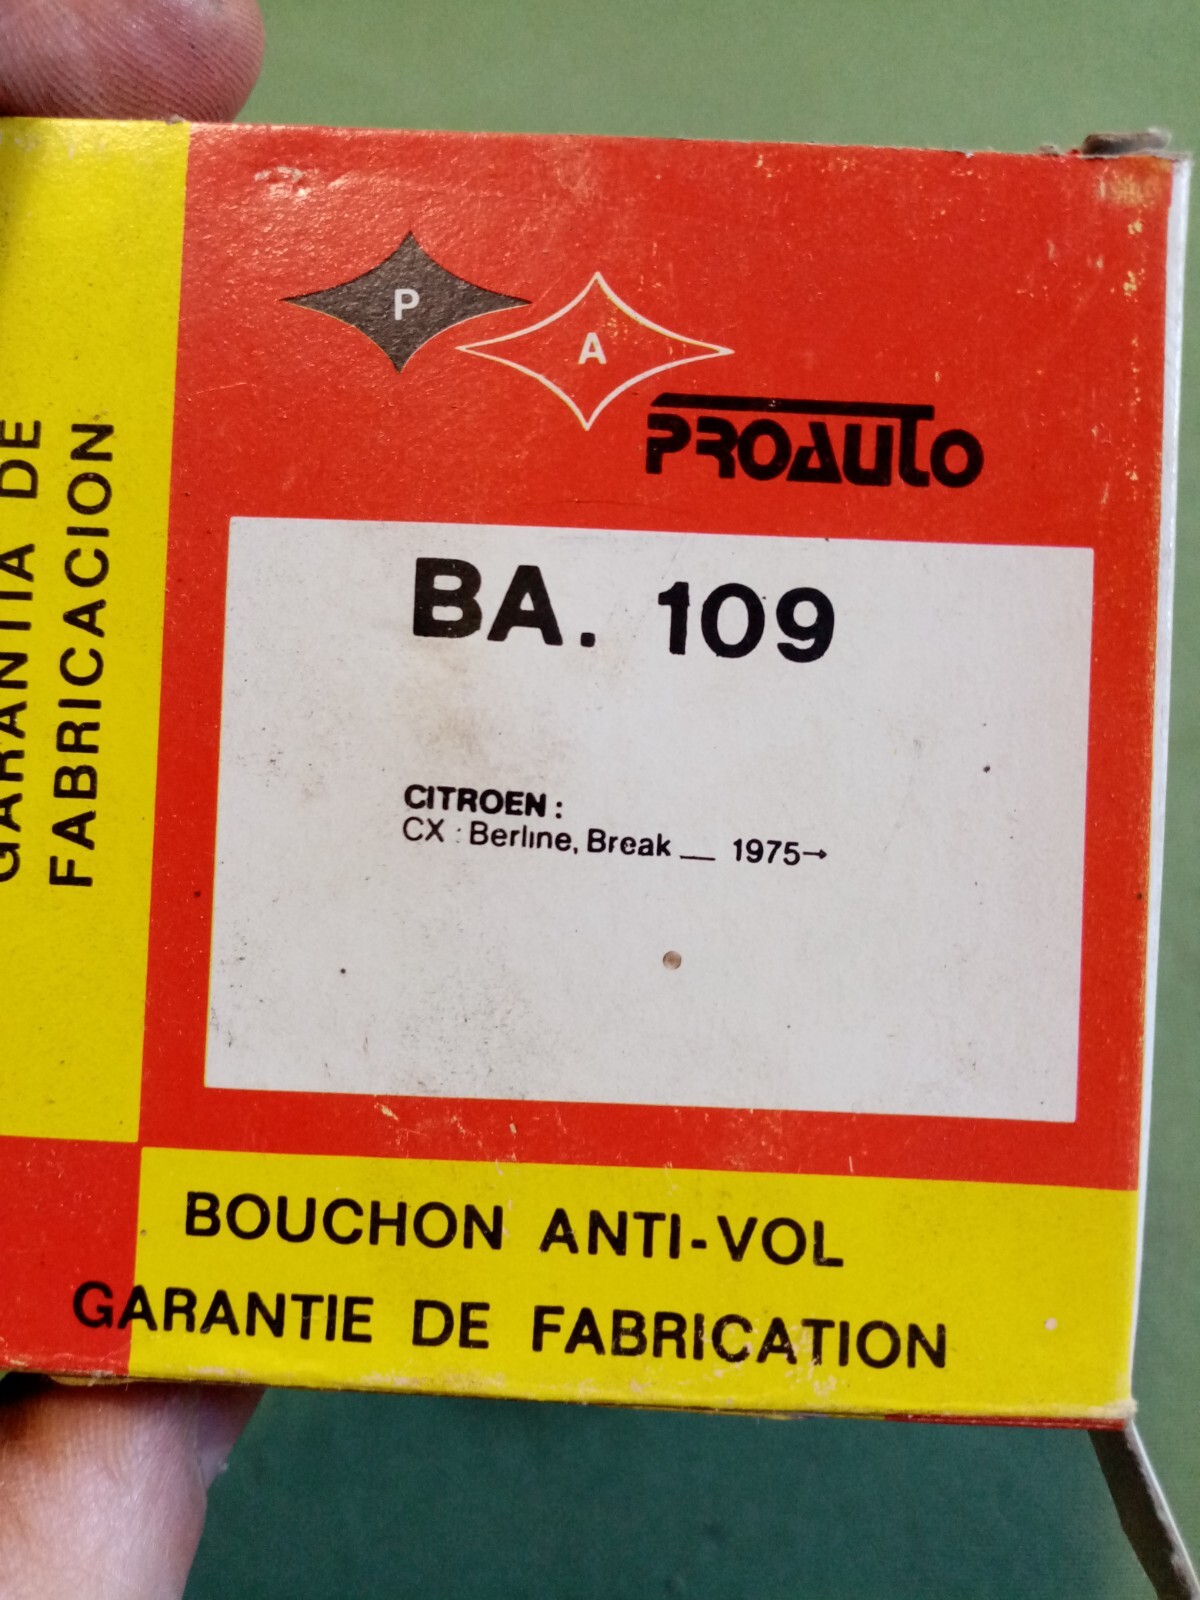 P
A
PROAUTO
BA. 109
CITROEN :
CX : Berline, Break __ 1975→
BOUCHON ANTI-VOL
GARANTIE DE FABRICATION
GARANTIA DE
FABRICACION